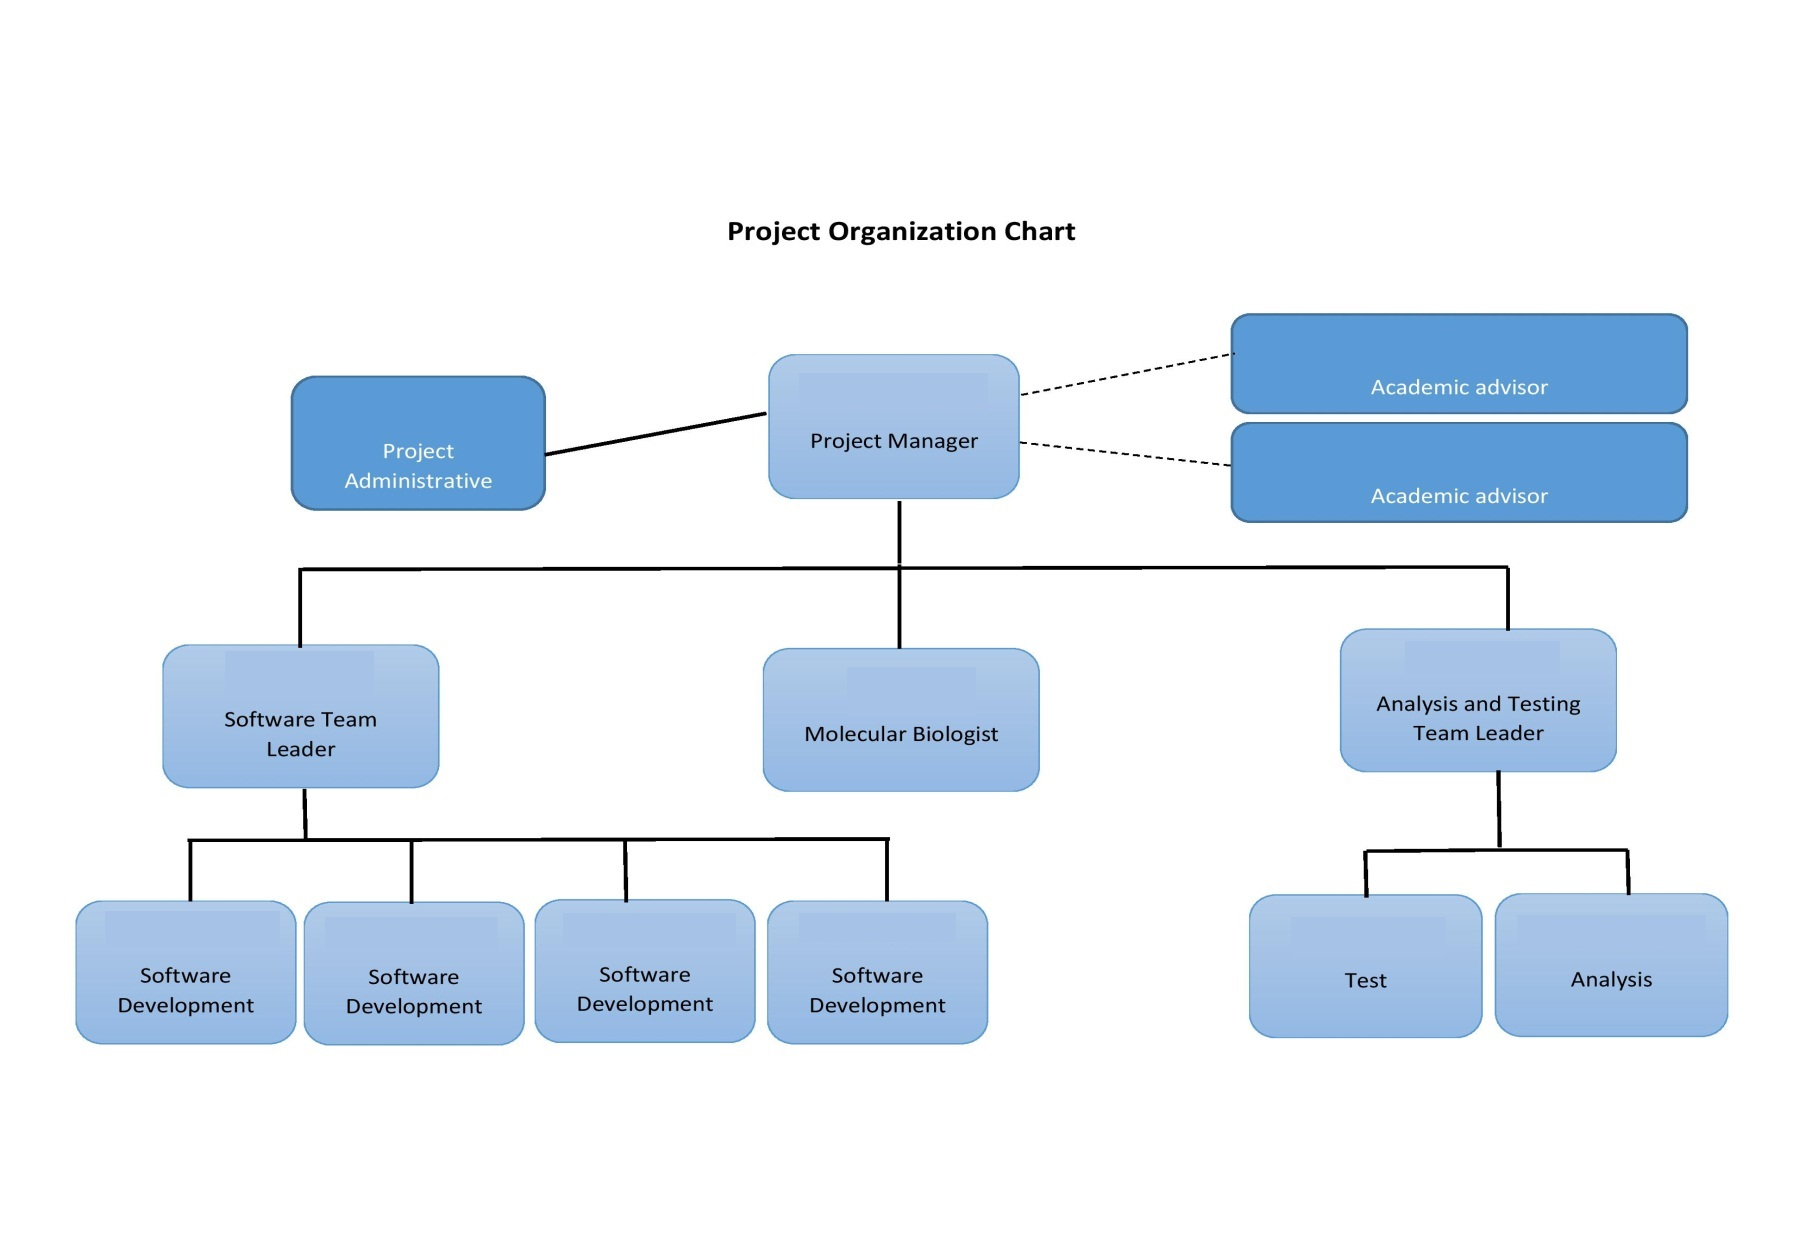 Project Organization Chart
Academic advisor
Project Manager
Project
Administrative
Academic advisor
Software Team
Leader
Molecular Biologist
Analysis and Testing
Team Leader
Software
Development
Software
Development
Software
Development
Software
Development
Test
Analysis